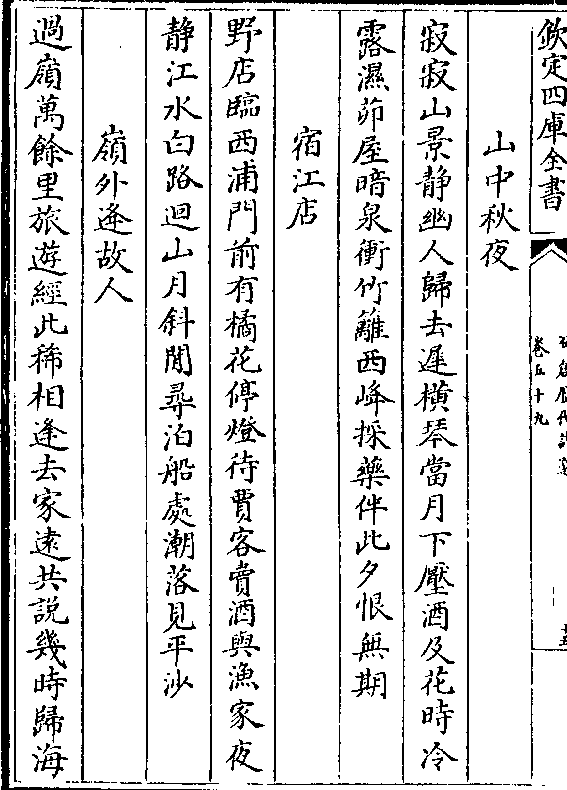 欽定四庫全書
卷五十九
山中秋夜
寂寂山景静幽人歸去遲横琴當月下壓酒及花時冷
露濕茆屋暗泉衝竹籬西峰採藥伴此夕恨無期
宿江店
野店臨西浦門前有橘花停燈待賈客賣酒與漁家夜
静江水白路迴山月斜閒尋泊船處潮落見平沙
嶺外逢故人
過嶺萬餘里旅遊經此稀相逢去家遠共説幾時歸海